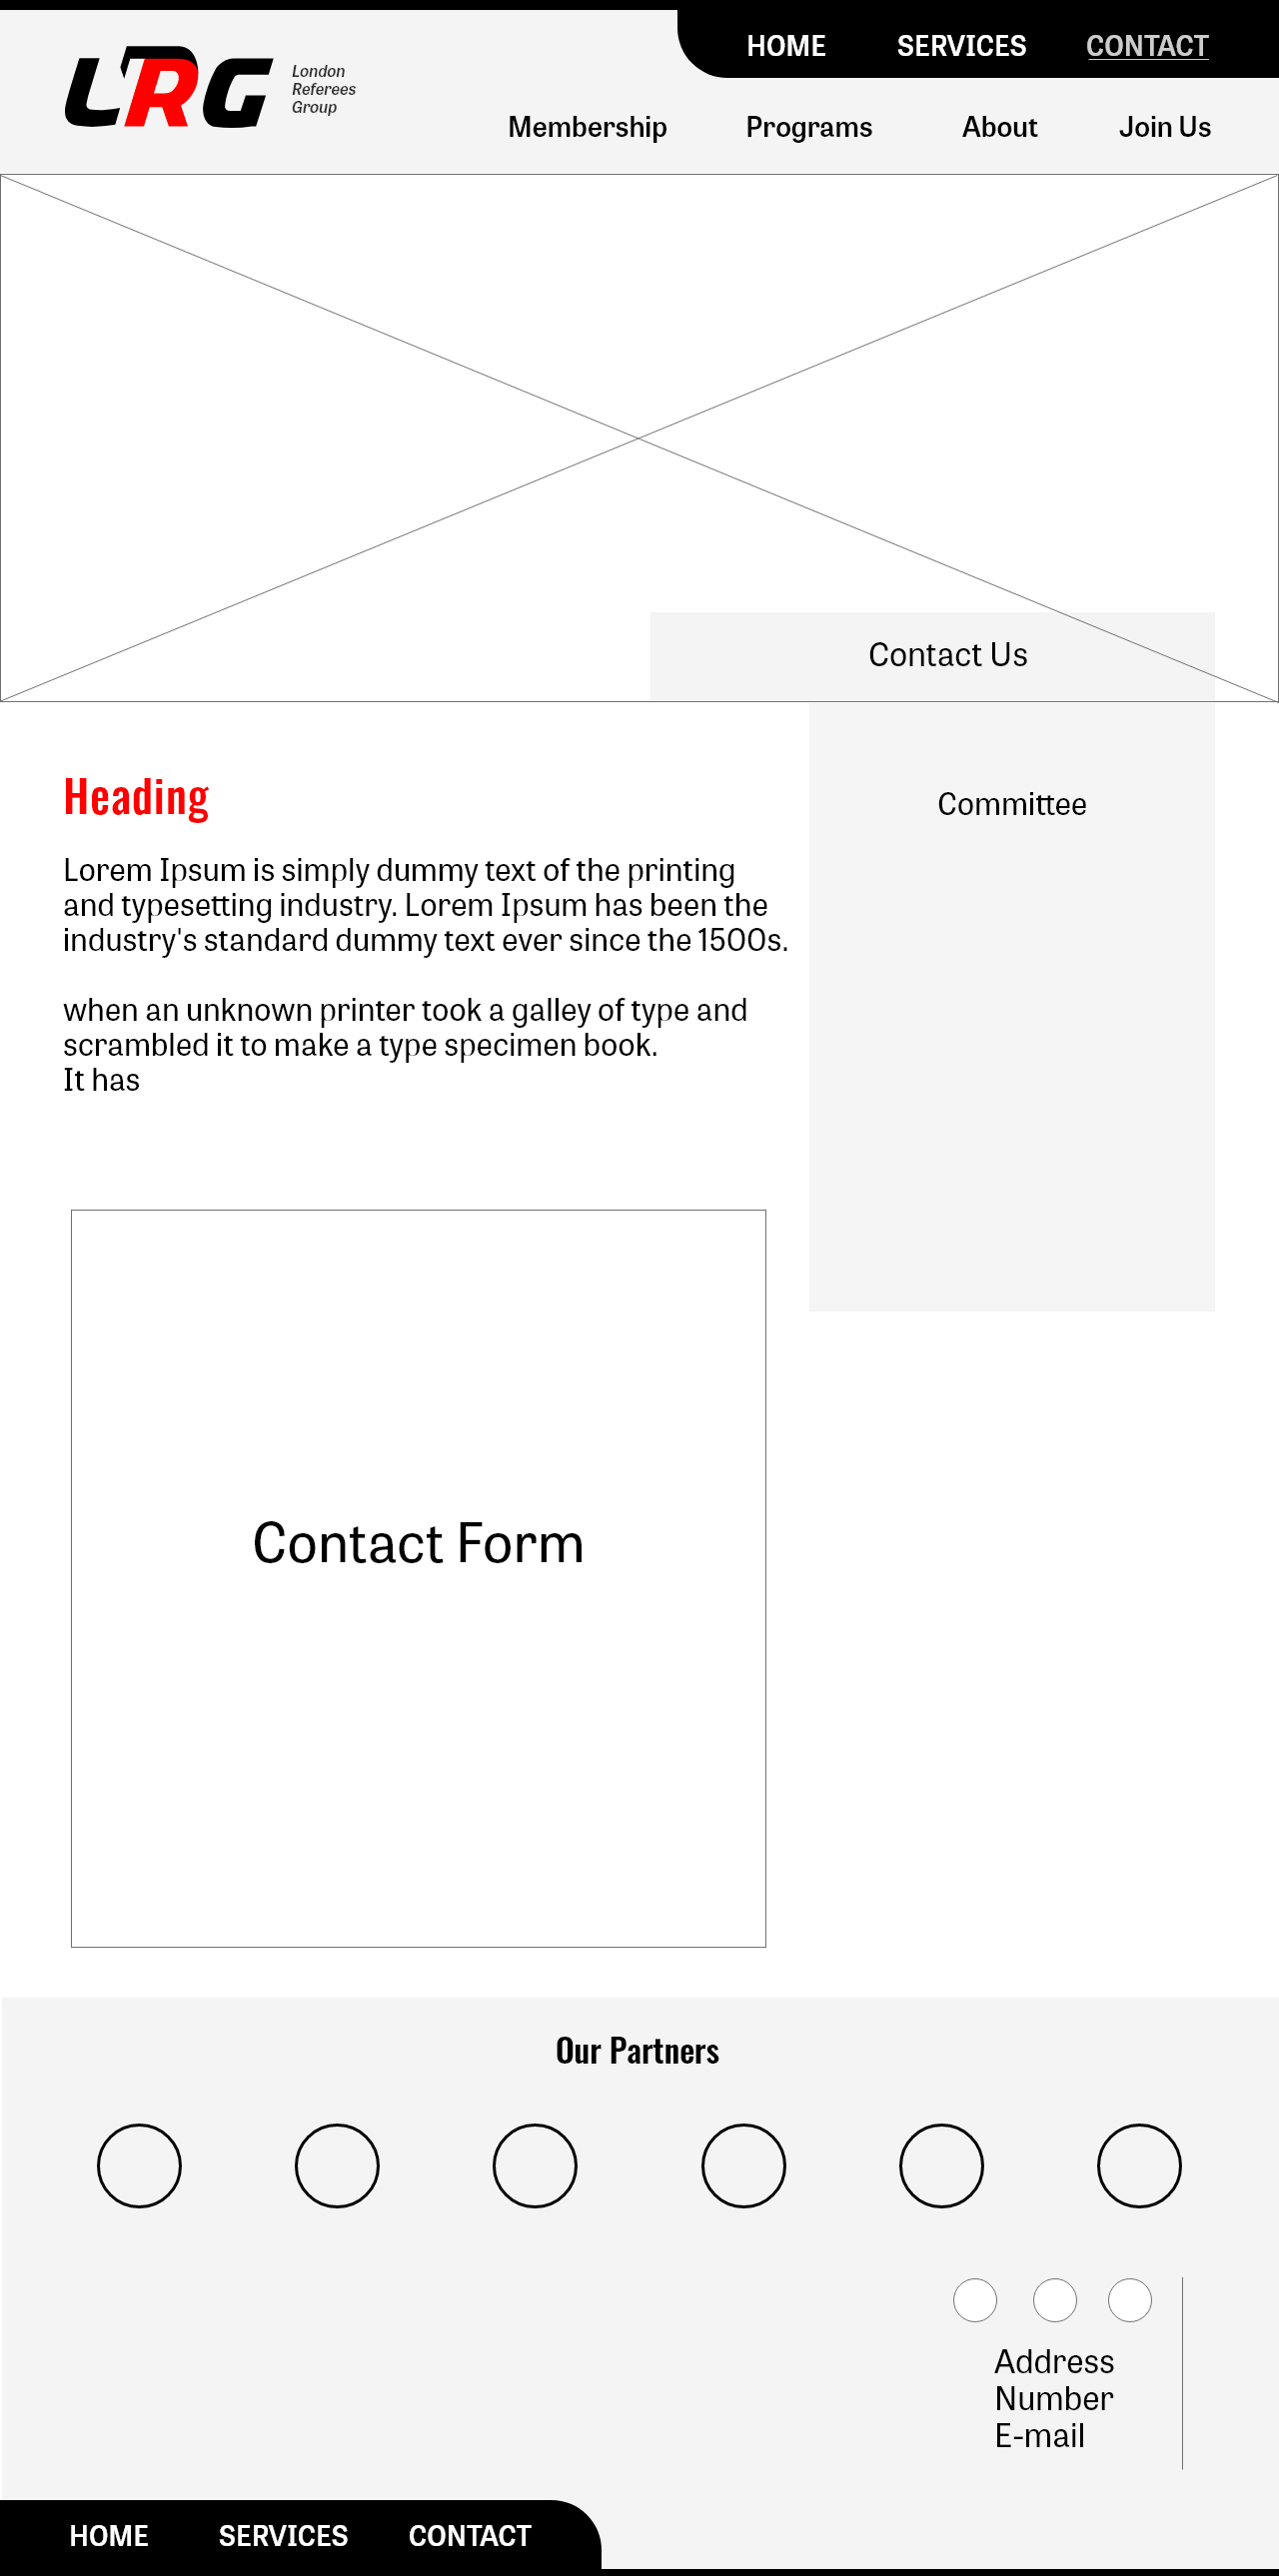 HOME SERVICES CONTACT
LRG
London
Referees
Group
Membership Programs About Join Us
Contact Us
Heading
Committee
Lorem Ipsum is simply dummy text of the printing
and typesetting industry. Lorem Ipsum has been the
industry's standard dummy text ever since the 1500s.
when an unknown printer took a galley of type and
scrambled it to make a type specimen book.
It has
Contact Form
Our Partners
Address
Number
E-mail
HOME SERVICES CONTACT